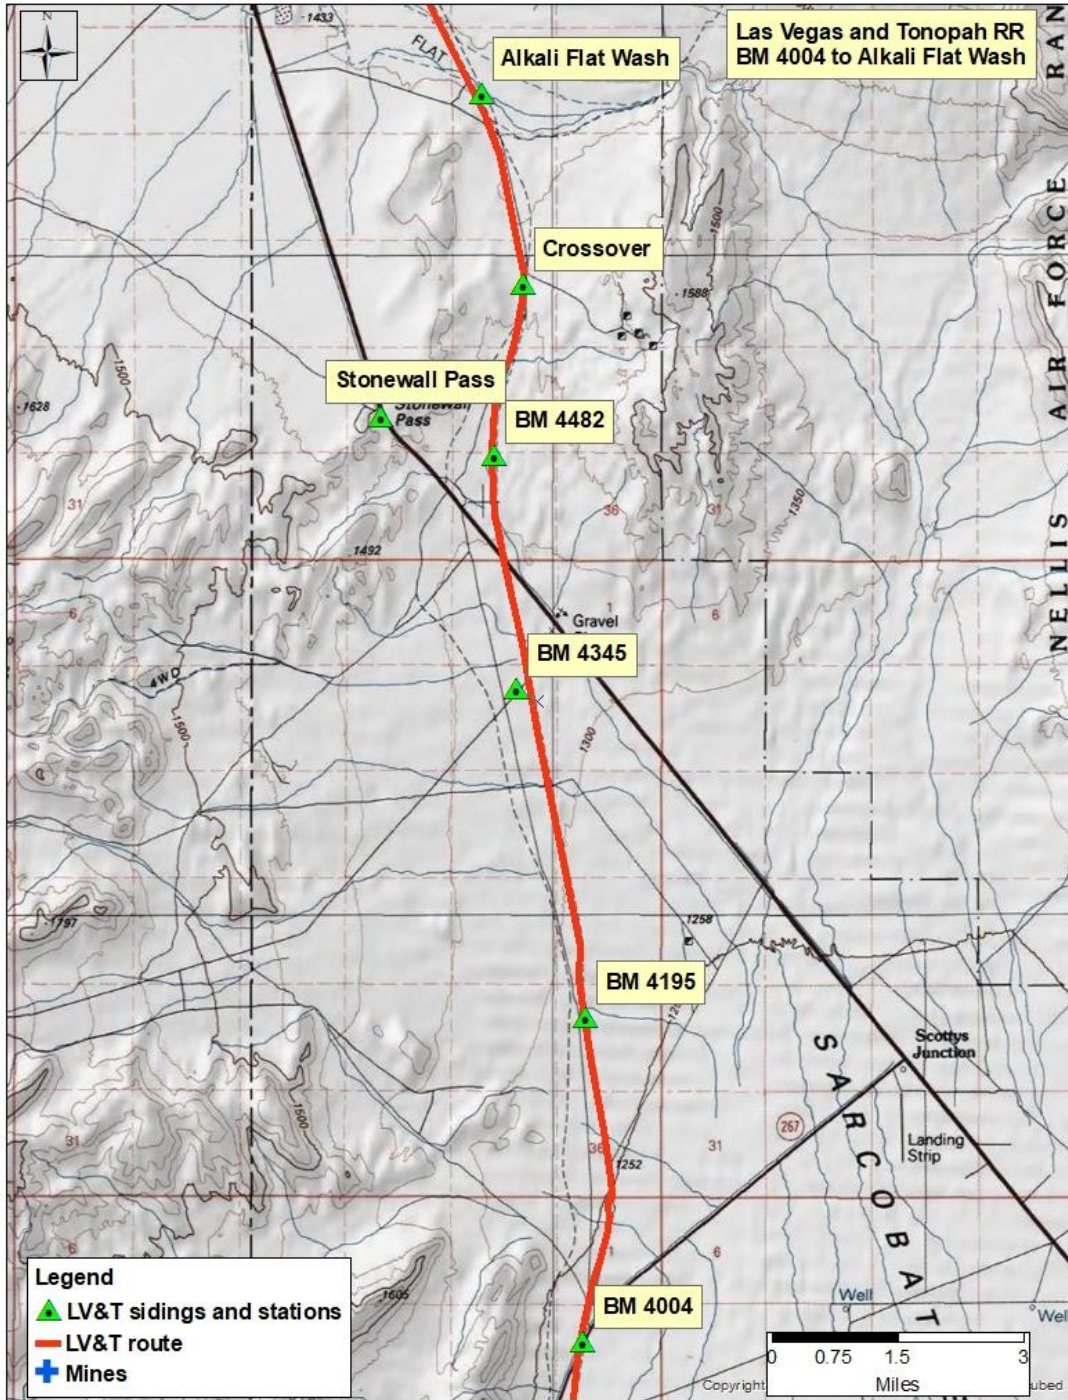 N
1433
FLAT
Alkali Flat Wash
Las Vegas and Tonopah RR
BM 4004 to Alkali Flat Wash
NELLIS AIR FORCE RAN
1500
Crossover
1588
Stonewall Pass
Stonewall
Pass
1500
1628
BM 4482
31
36
31
1350
1492
6
1
6
Gravel
BM 4345
4WD
1500
1300
1797
1258
BM 4195
Scottys
Junction
SARCOBAT
267
Landing
Strip
1500
31
36
31
1252
6
1
6
1605
Well
Well
BM 4004
Legend
LV&T sidings and stations
LV&T route
Mines
0 0.75 1.5 3
Miles
Copyright